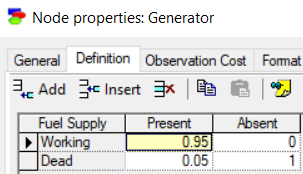 Node properties: Generator
General Definition Observation Cost Format
Add Insert
Fuel Supply Present Absent
Working 0.95 0
Dead 0.05 1